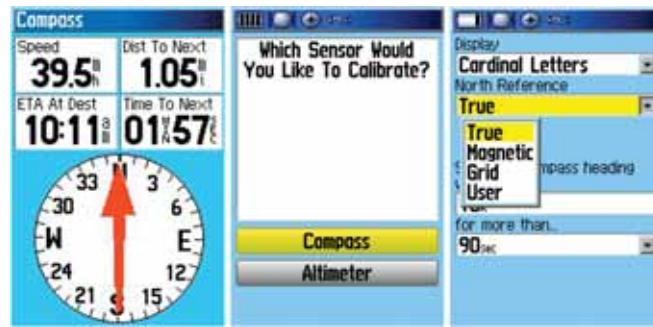 Compass
Speed
39.5
Dist To Next
1.05
ETA At Dest
10:11
Time To Next
01 57
33 N 3
30 6
W E
24 12
21 S 15
Which Sensor Would
You Like To Calibrate?
Compass
Altimeter
Display
Cardinal Letters
North Reference
True
True
Magnetic
Grid
User
mpass heading
for more than..
90 sec